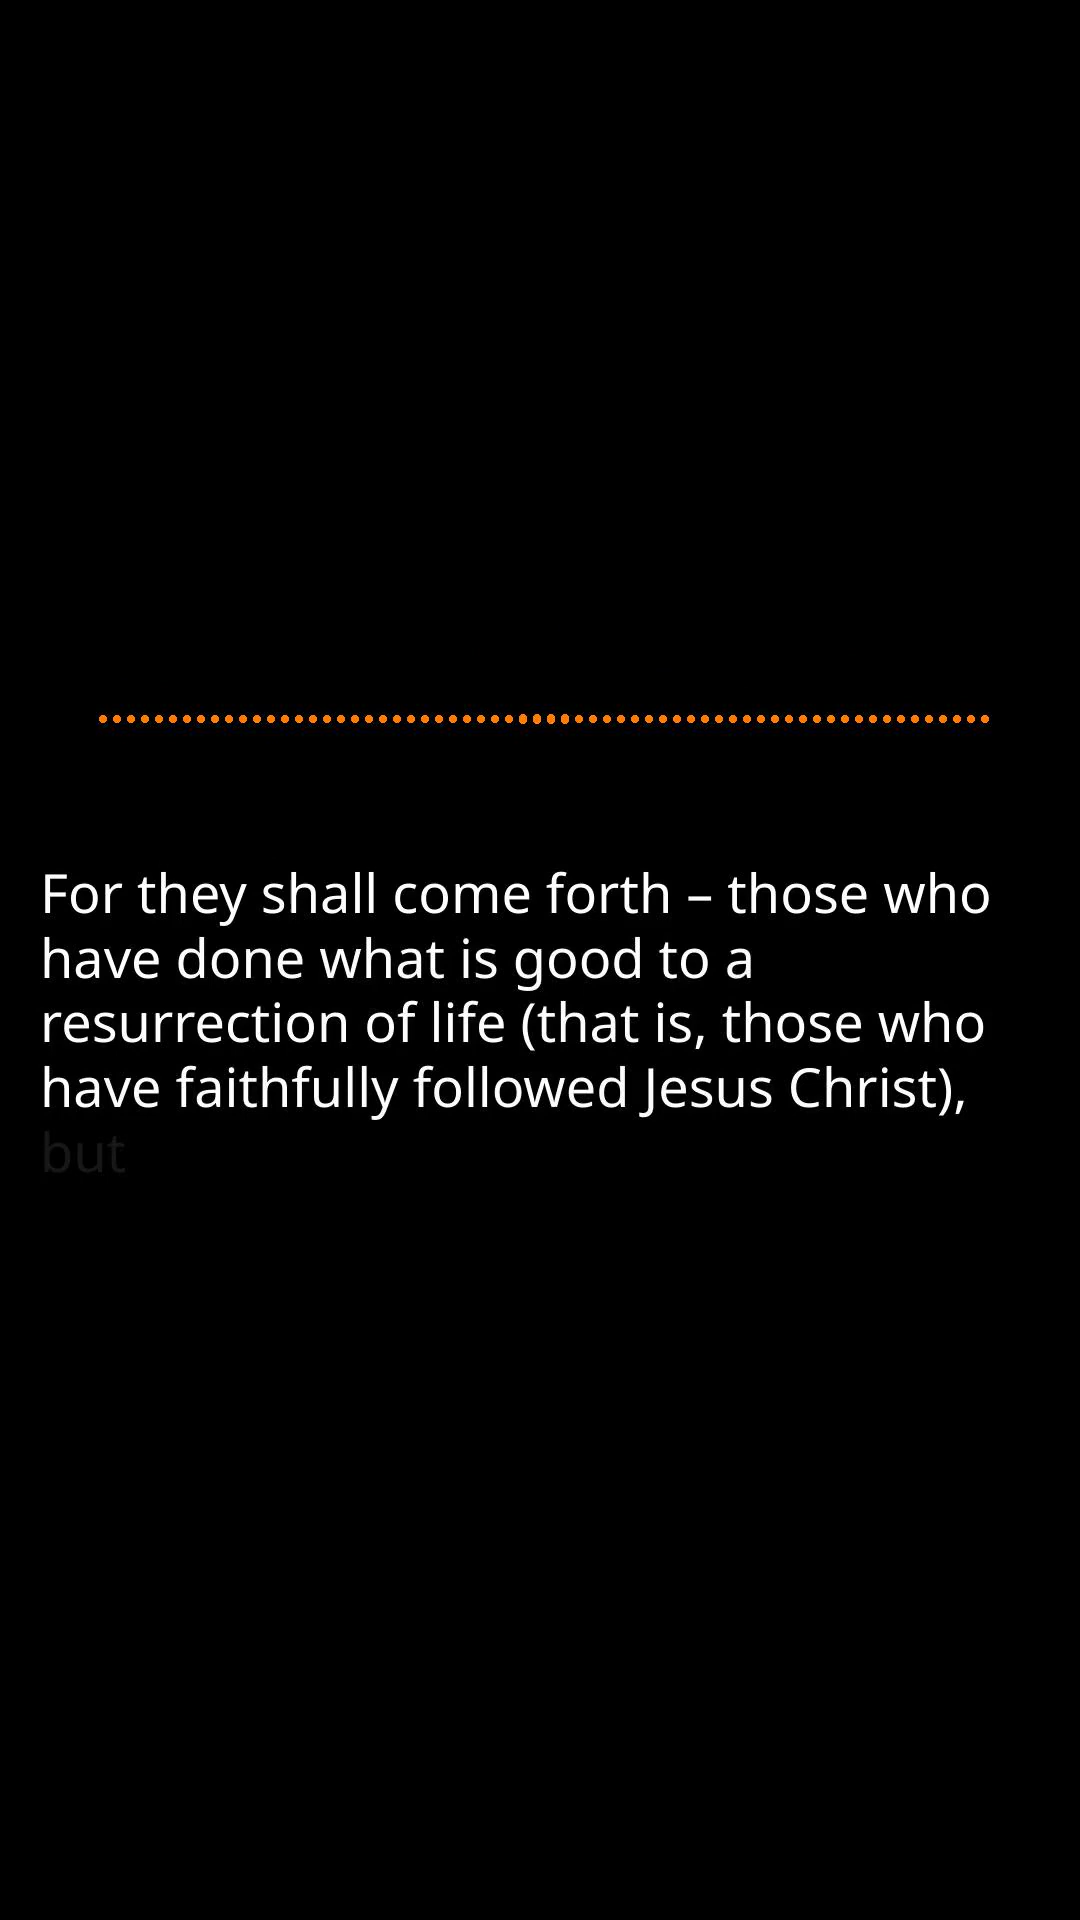 For they shall come forth – those who
have done what is good to a
resurrection of life (that is, those who
have faithfully followed Jesus Christ),
but